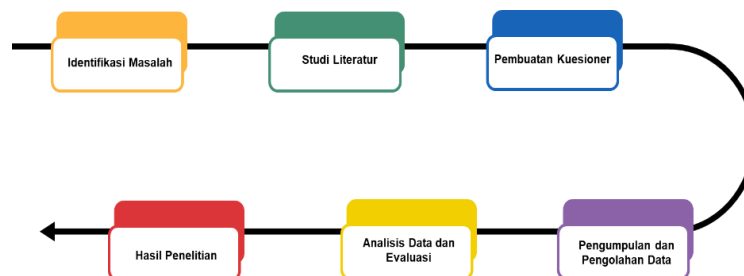 Identifikasi Masalah
Studi Literatur
Pembuatan Kuesioner
Pengumpulan dan
Pengolahan Data
Analisis Data dan
Evaluasi
Hasil Penelitian